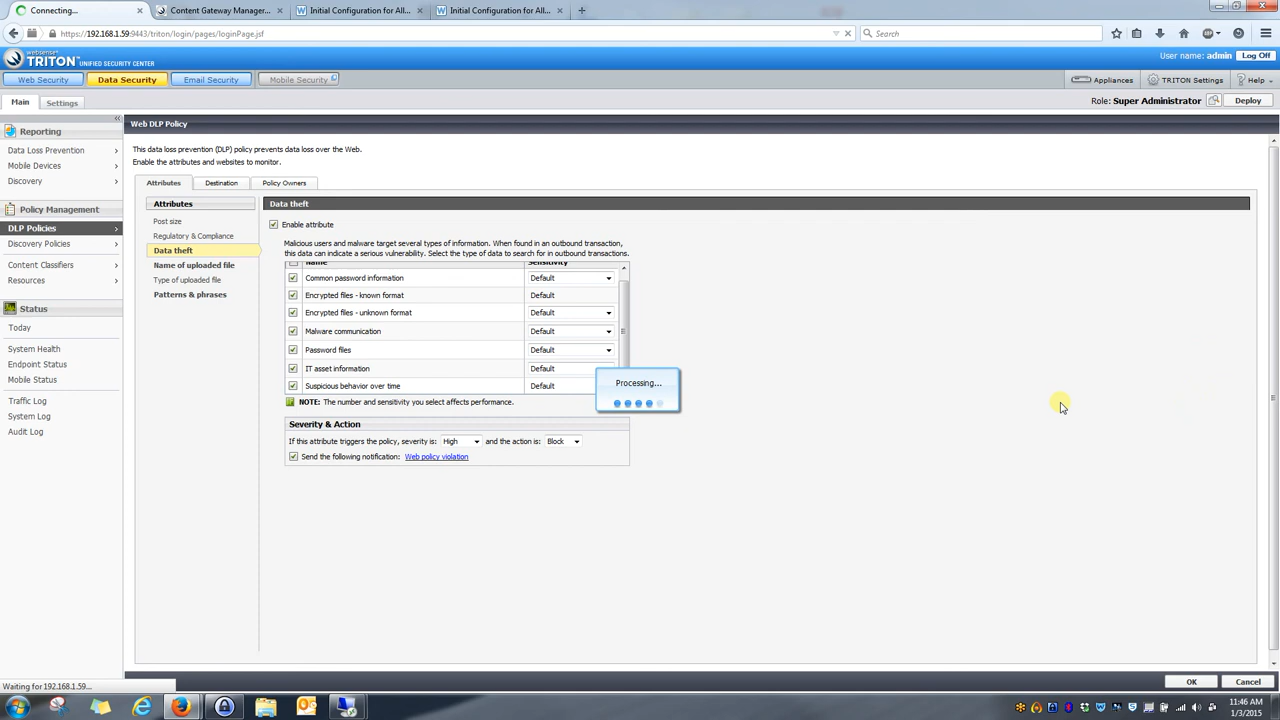 Connecting...
Content Gateway Manager...
Initial Configuration for All...
Initial Configuration for All...
https://192.168.1.59:9443/triton/login/pages/loginPage.jsf
Search
websense
TRITON UNIFIED SECURITY CENTER
User name: admin
Log Off
Web Security
Data Security
Email Security
Mobile Security
Appliances
TRITON Settings
Help
Main
Settings
Role: Super Administrator
Deploy
Reporting
Data Loss Prevention
Mobile Devices
Discovery
Policy Management
DLP Policies
Discovery Policies
Content Classifiers
Resources
Status
Today
System Health
Endpoint Status
Mobile Status
Traffic Log
System Log
Audit Log
Web DLP Policy
This data loss prevention (DLP) policy prevents data loss over the Web.
Enable the attributes and websites to monitor.
Attributes
Destination
Policy Owners
Attributes
Post size
Regulatory & Compliance
Data theft
Name of uploaded file
Type of uploaded file
Patterns & phrases
Data theft
Enable attribute
Malicious users and malware target several types of information. When found in an outbound transaction,
this data can indicate a serious vulnerability. Select the type of data to search for in outbound transactions.
Name Sensitivity
Common password information Default
Encrypted files - known format Default
Encrypted files - unknown format Default
Malware communication Default
Password files Default
IT asset information Default
Suspicious behavior over time Default
Processing...
NOTE: The number and sensitivity you select affects performance.
Severity & Action
If this attribute triggers the policy, severity is: High and the action is: Block
Send the following notification: Web policy violation
OK
Cancel
Waiting for 192.168.1.59...
11:46 AM
1/3/2015